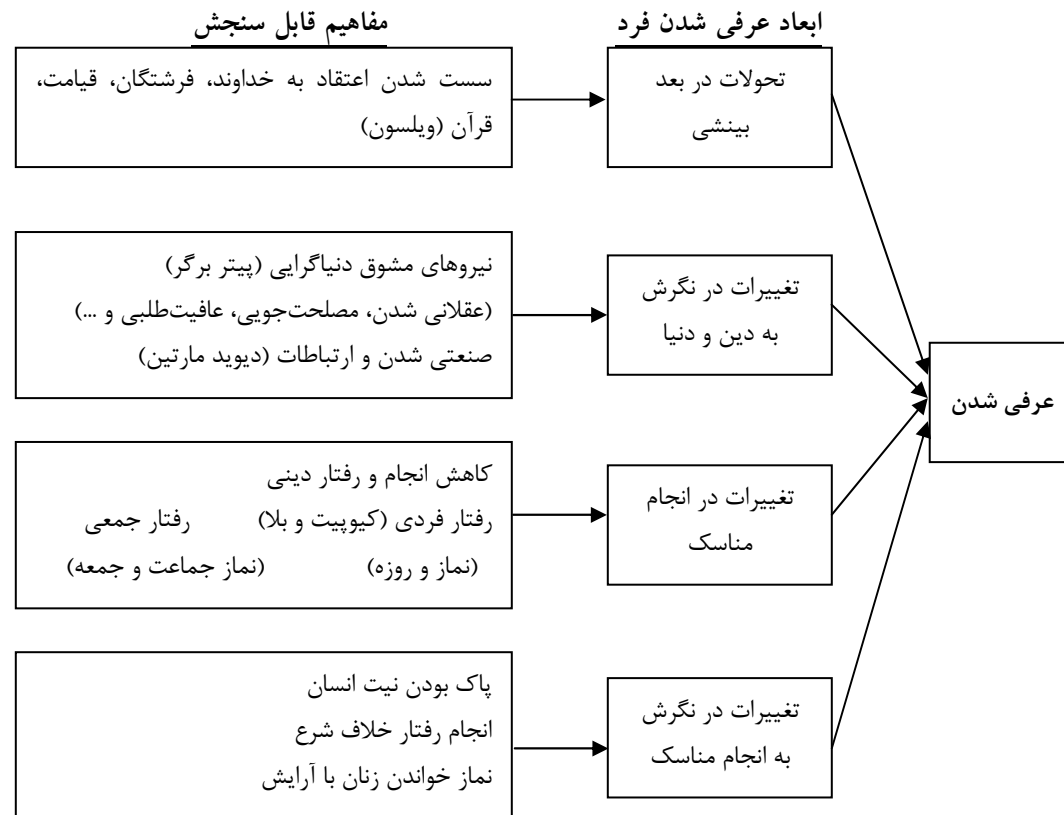 ابعاد عرفی شدن فرد
مفاهیم قابل سنجش
تحولات در بعد
بینشی
سست شدن اعتقاد به خداوند، فرشتگان، قیامت،
قرآن (ویلسون)
تغییرات در نگرش
به دین و دنیا
نیروهای مشوق دنیاگرایی (پیتر برگر)
(عقلانی شدن، مصلحت‌جویی، عافیت‌طلبی و ...)
صنعتی شدن و ارتباطات (دیوید مارتین)
عرفی شدن
تغییرات در انجام
مناسک
کاهش انجام و رفتار دینی
رفتار فردی (کیوپیت و بلا) رفتار جمعی
(نماز و روزه) (نماز جماعت و جمعه)
تغییرات در نگرش
به انجام مناسک
پاک بودن نیت انسان
انجام رفتار خلاف شرع
نماز خواندن زنان با آرایش